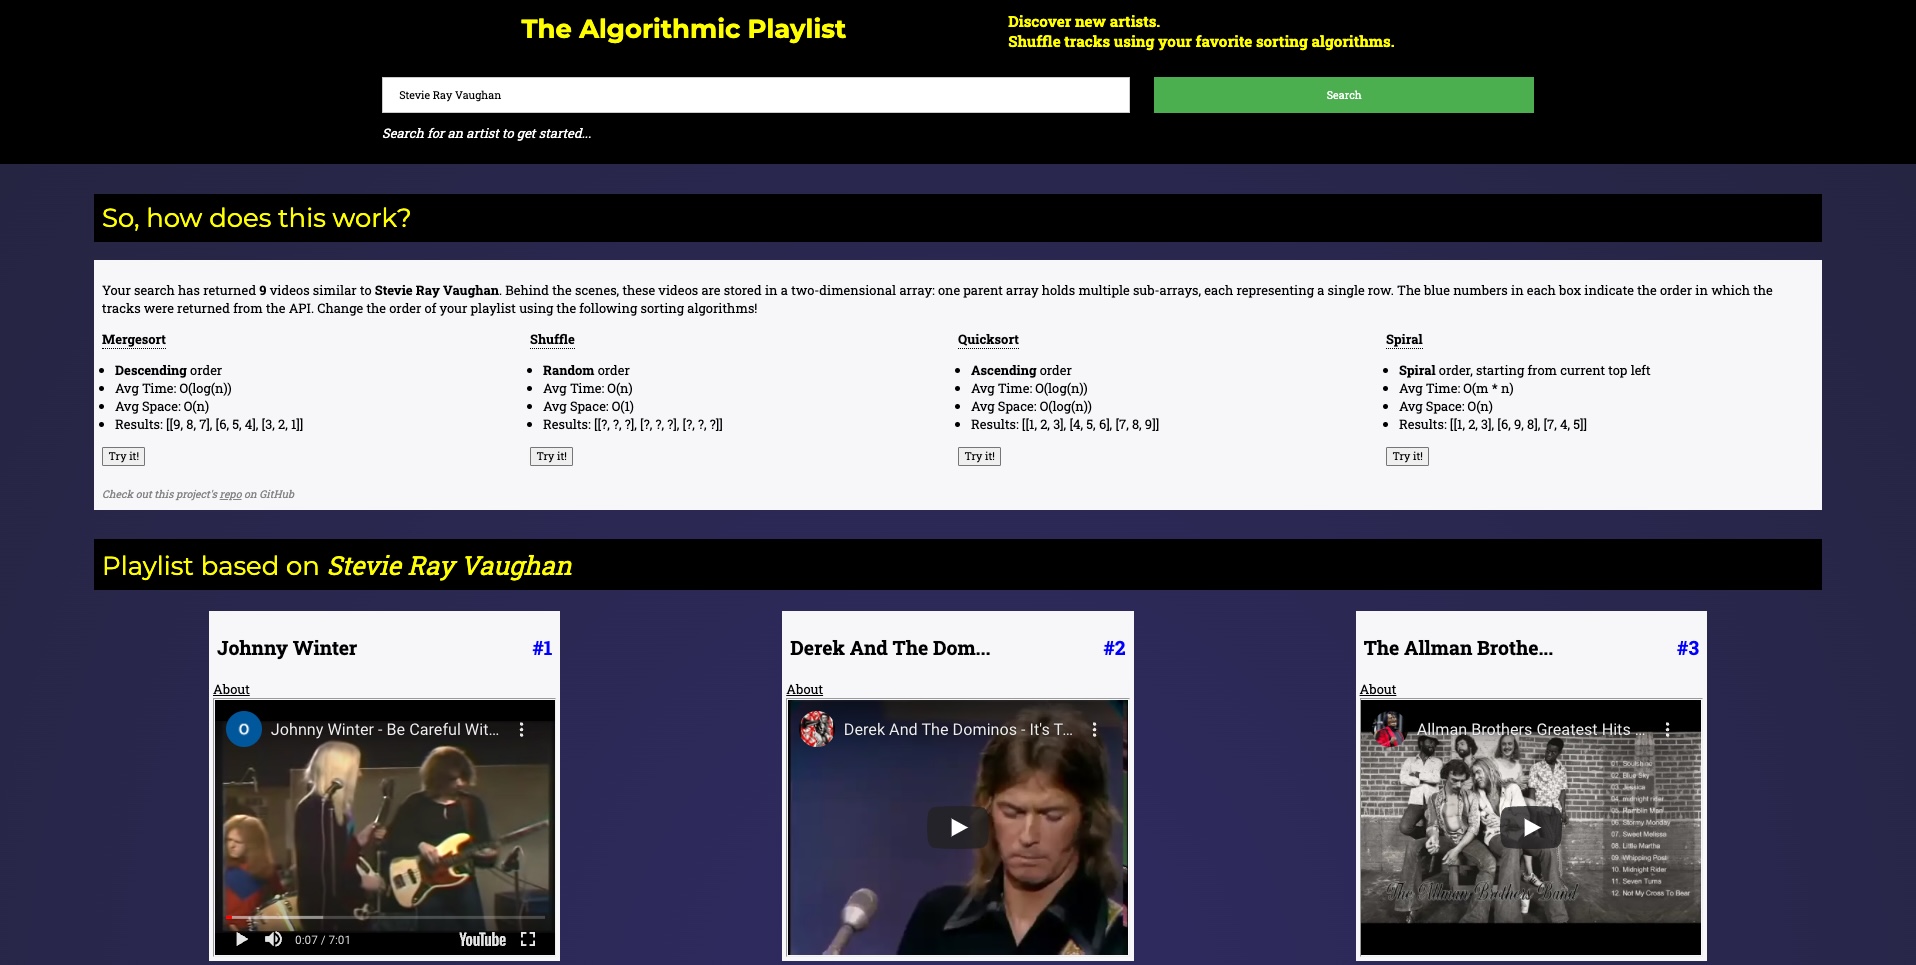 The Algorithmic Playlist
Discover new artists.
Shuffle tracks using your favorite sorting algorithms.
Stevie Ray Vaughan
Search
Search for an artist to get started...
So, how does this work?
Your search has returned 9 videos similar to Stevie Ray Vaughan. Behind the scenes, these videos are stored in a two-dimensional array: one parent array holds multiple sub-arrays, each representing a single row. The blue numbers in each box indicate the order in which the
tracks were returned from the API. Change the order of your playlist using the following sorting algorithms!
Mergesort
Descending order
Avg Time: O(log(n))
Avg Space: O(n)
Results: [[9, 8, 7], [6, 5, 4], [3, 2, 1]]
Try it!
Shuffle
Random order
Avg Time: O(n)
Avg Space: O(1)
Results: [[?, ?, ?], [?, ?, ?], [?, ?, ?]]
Try it!
Quicksort
Ascending order
Avg Time: O(log(n))
Avg Space: O(log(n))
Results: [[1, 2, 3], [4, 5, 6], [7, 8, 9]]
Try it!
Spiral
Spiral order, starting from current top left
Avg Time: O(m * n)
Avg Space: O(n)
Results: [[1, 2, 3], [6, 9, 8], [7, 4, 5]]
Try it!
Check out this project's repo on GitHub
Playlist based on Stevie Ray Vaughan
Johnny Winter #1
About
O Johnny Winter - Be Careful Wit...
0:07 / 7:01 YouTube
Derek And The Dom... #2
About
Derek And The Dominos - It's T...
The Allman Brothe... #3
About
Allman Brothers Greatest Hits ...
01. Soulshine
02. Blue Sky
03. Jessica
04. midnight rider
05. Ramblin Man
06. Stormy Monday
07. Sweet Melissa
08. Little Martha
09. Whipping Post
10. Midnight Rider
11. Seven Turns
12. Not My Cross To Bear
The Allman Brothers Band